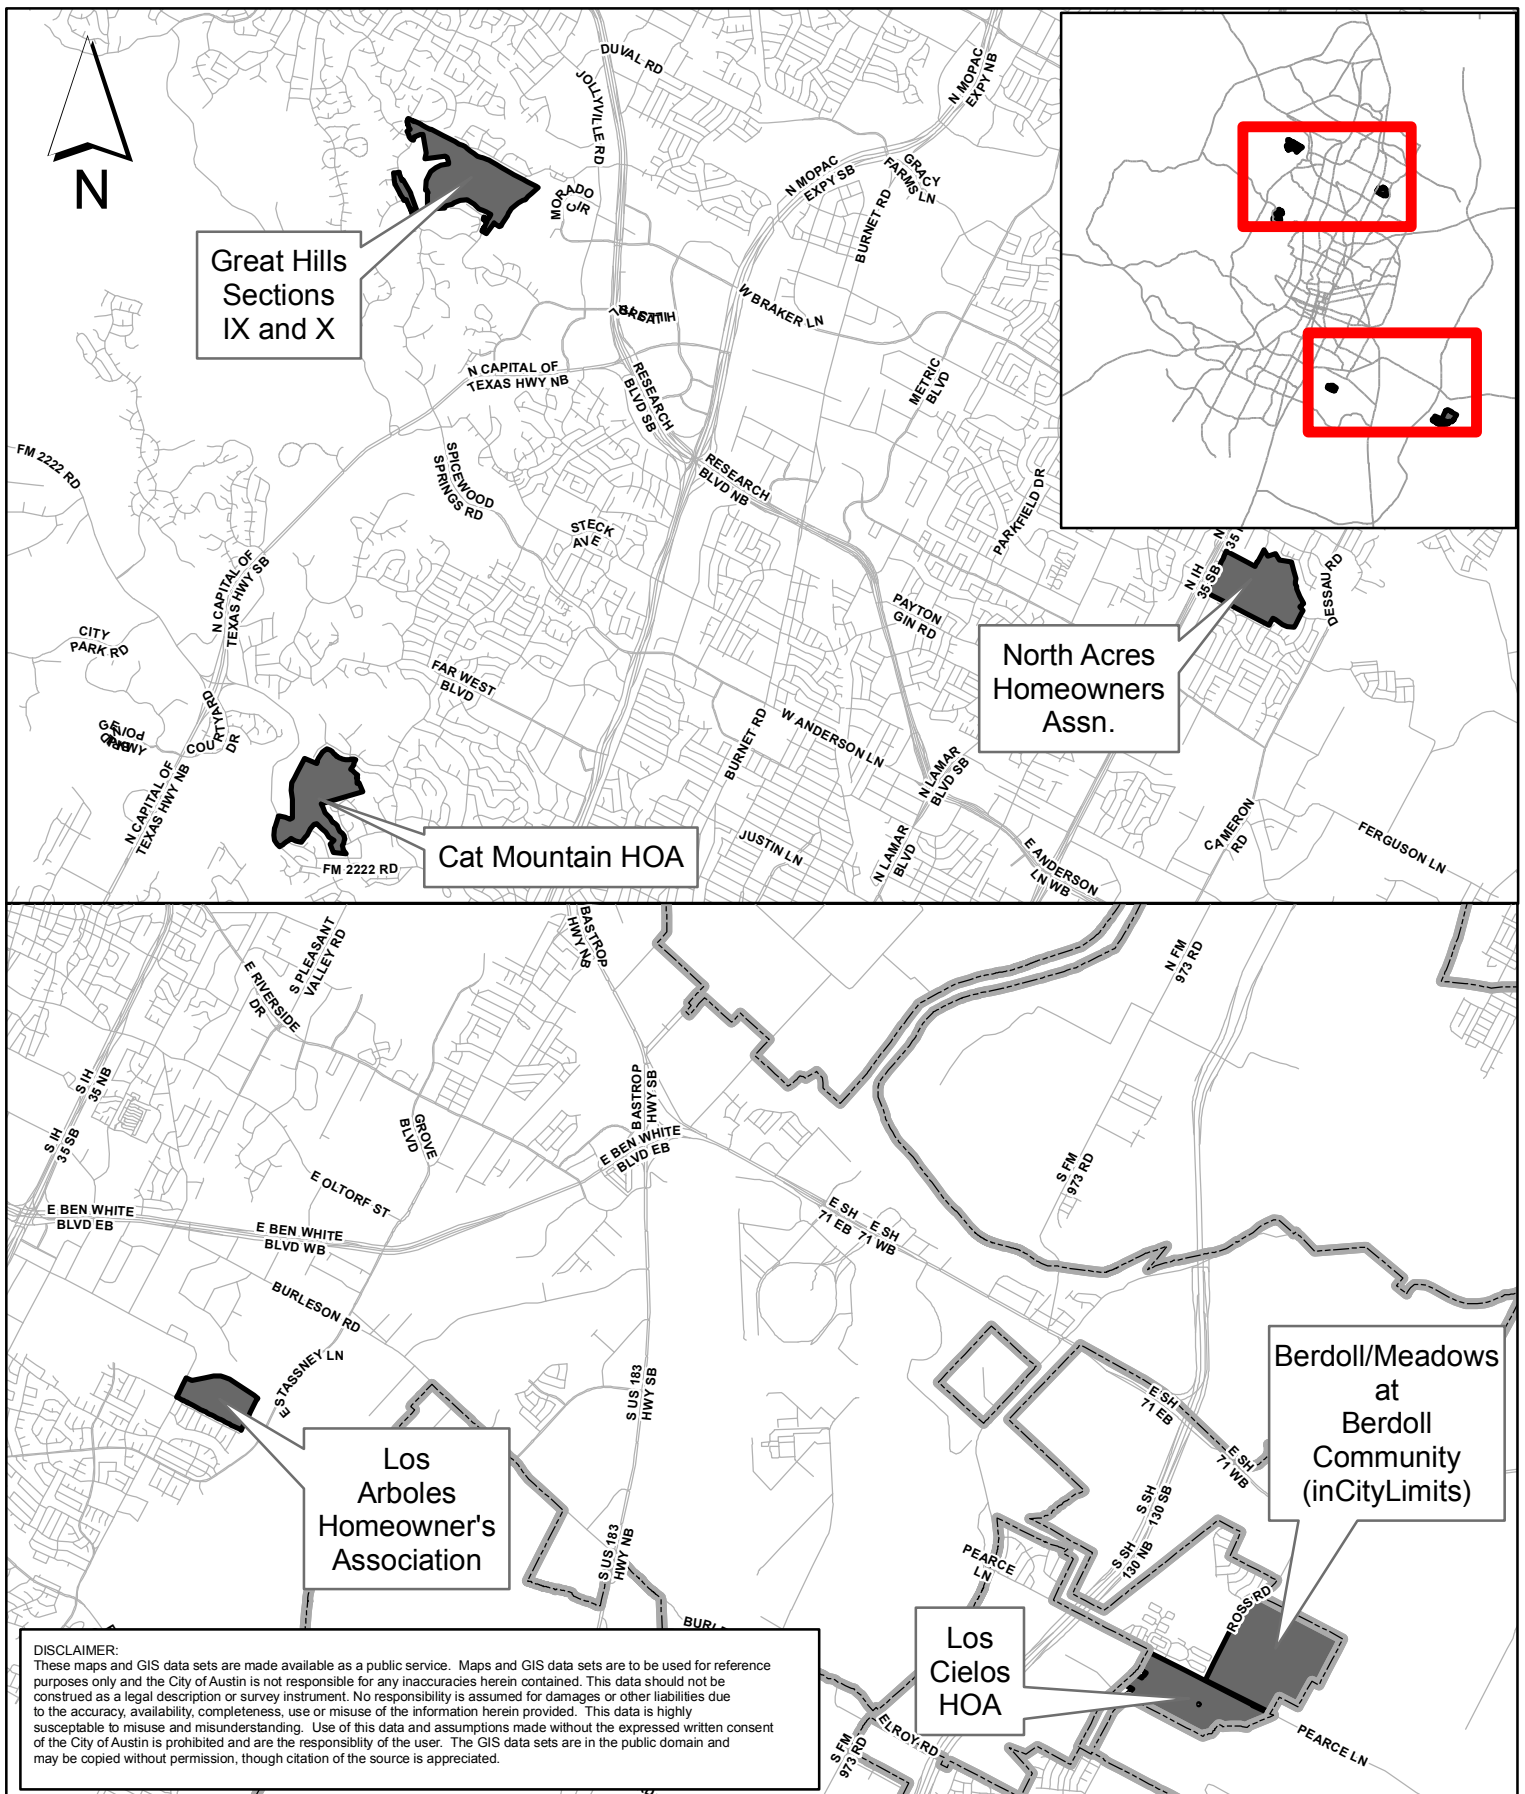 DUVAL RD
JOLLYVILLE RD
N MOPAC
EXPY NB
N
MORADO
CIR
N MOPAC
EXPY SB
GRACY
FARMS LN
BURNET RD
Great Hills
Sections
IX and X
W BRAKER LN
N CAPITAL OF
TEXAS HWY NB
RESEARCH
BLVD SB
METRIC
BLVD
FM 2222 RD
SPICEWOOD
SPRINGS RD
RESEARCH
BLVD NB
PARKFIELD DR
STECK
AVE
N CAPITAL OF
TEXAS HWY SB
N IH
35 SB
DESSAU RD
PAYTON
GIN RD
CITY
PARK RD
North Acres
Homeowners
Assn.
FAR WEST
BLVD
COURTYARD
DR
W ANDERSON LN
BURNET RD
N LAMAR
BLVD SB
N CAPITAL OF
TEXAS HWY NB
Cat Mountain HOA
FM 2222 RD
JUSTIN LN
N LAMAR
BLVD
E ANDERSON
LN WB
CAMERON
RD
FERGUSON LN
S PLEASANT
VALLEY RD
BASTROP
HWY NB
E RIVERSIDE
DR
N FM
973 RD
S IH
35 NB
S IH
35 SB
BASTROP
HWY SB
GROVE
BLVD
E BEN WHITE
BLVD EB
E OLTORF ST
S FM
973 RD
E BEN WHITE
BLVD EB
E BEN WHITE
BLVD WB
E SH
71 EB
E SH
71 WB
BURLESON RD
E STASSNEY LN
S US 183
HWY SB
Berdoll/Meadows
at
Berdoll
Community
(inCityLimits)
E SH
71 EB
E SH
71 WB
Los
Arboles
Homeowner's
Association
S SH
130 SB
S US 183
HWY NB
S SH
130 NB
PEARCE
LN
ROSS RD
Los
Cielos
HOA
ELROY RD
S FM
973 RD
PEARCE LN
DISCLAIMER:
These maps and GIS data sets are made available as a public service.  Maps and GIS data sets are to be used for reference
purposes only and the City of Austin is not responsible for any inaccuracies herein contained. This data should not be
construed as a legal description or survey instrument. No responsibility is assumed for damages or other liabilities due
to the accuracy, availability, completeness, use or misuse of the information herein provided.  This data is highly
susceptible to misuse and misunderstanding.  Use of this data and assumptions made without the expressed written consent
of the City of Austin is prohibited and are the responsiblity of the user.  The GIS data sets are in the public domain and
may be copied without permission, though citation of the source is appreciated.